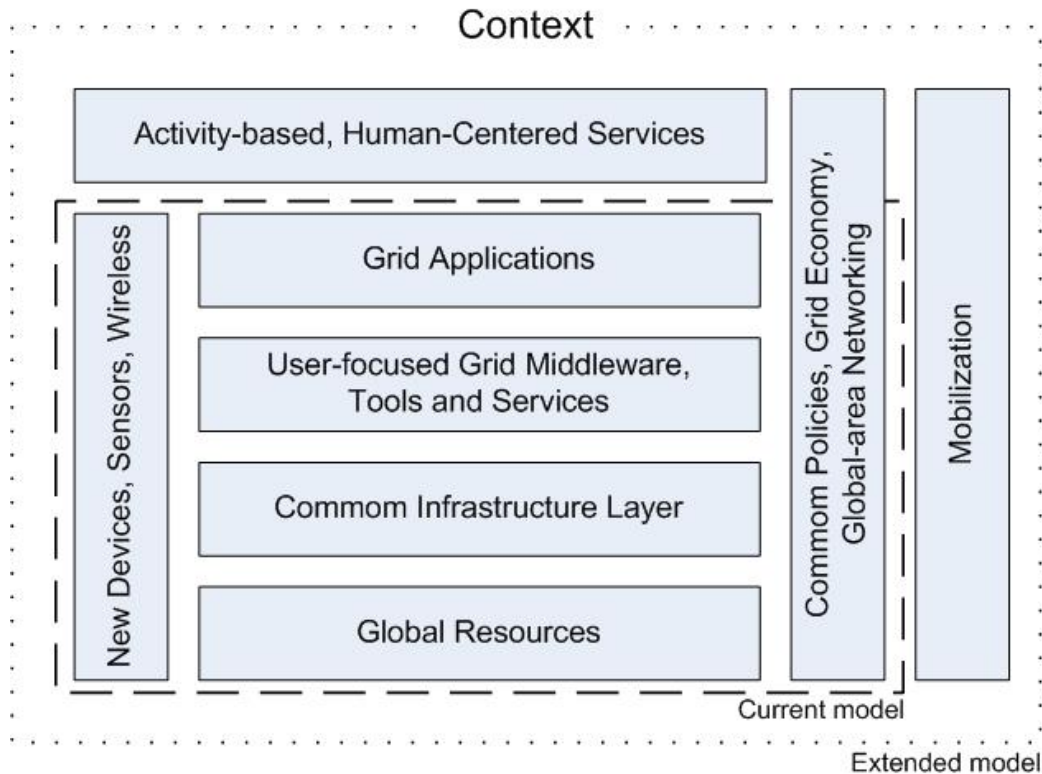 Context
Activity-based, Human-Centered Services
New Devices, Sensors, Wireless
Grid Applications
User-focused Grid Middleware,
Tools and Services
Commom Infrastructure Layer
Global Resources
Commom Policies, Grid Economy,
Global-area Networking
Mobilization
Current model
Extended model